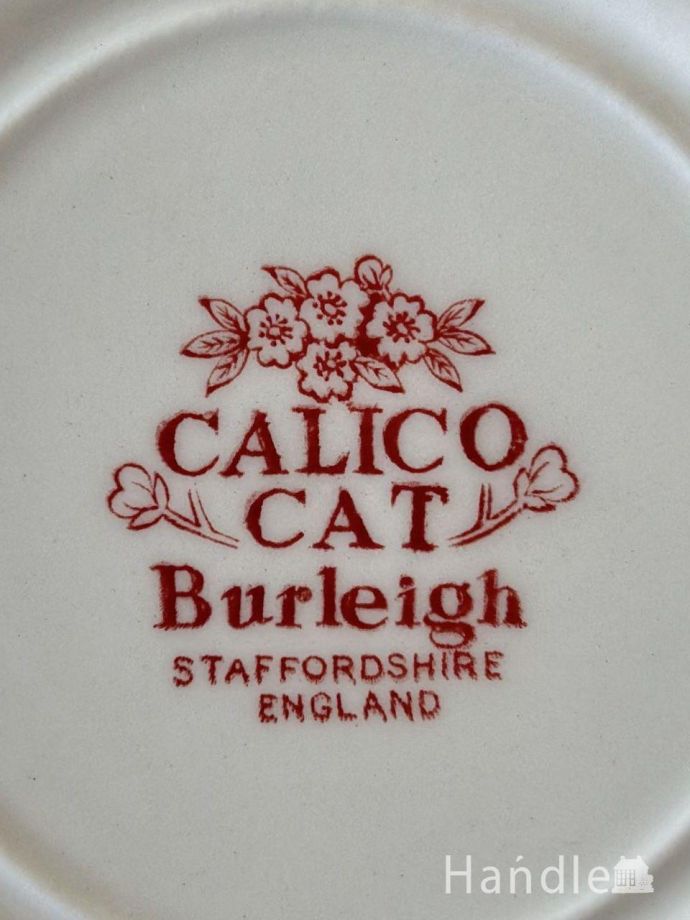 CALICO
CAT
Burleigh
STAFFORDSHIRE
ENGLAND
Handle